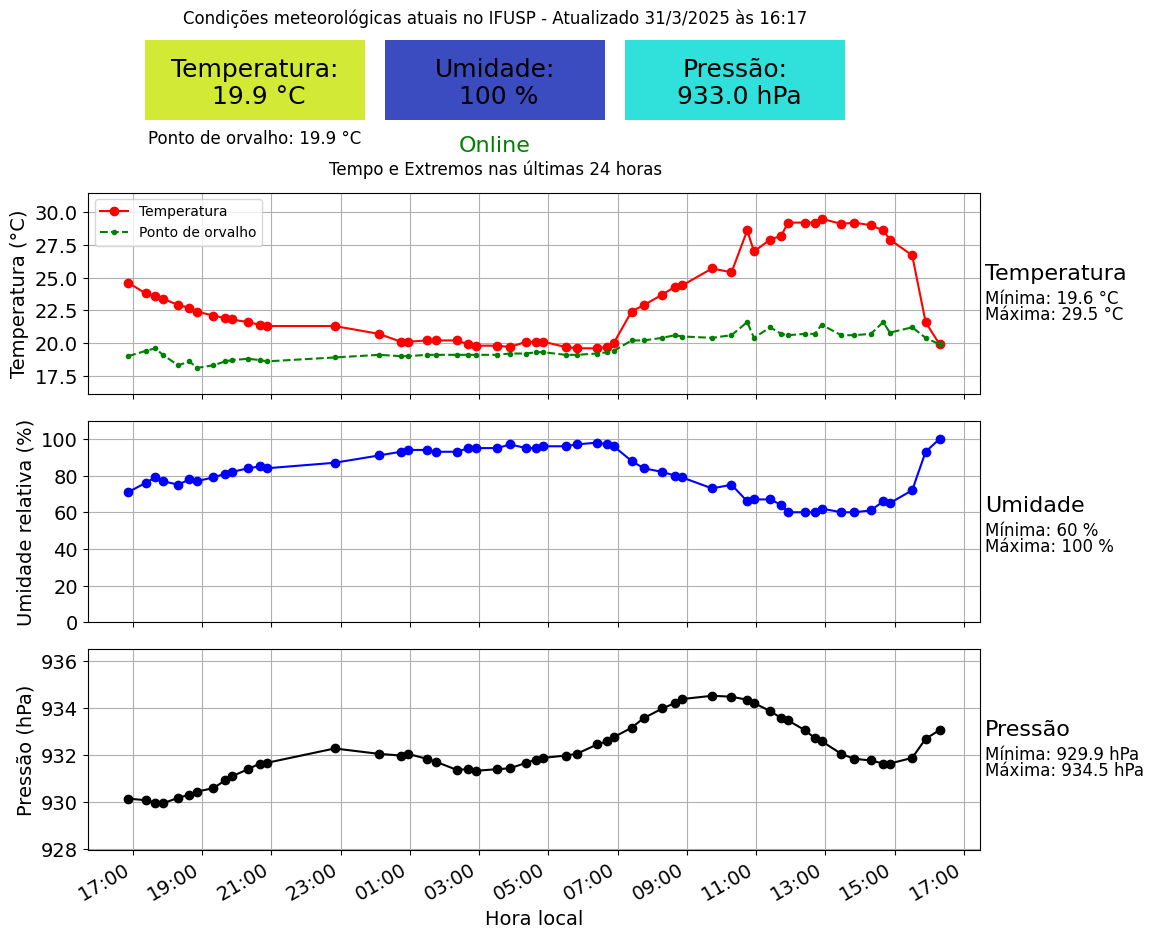 Condições meteorológicas atuais no IFUSP - Atualizado 31/3/2025 às 16:17
Temperatura:
19.9 °C
Umidade:
100 %
Pressão:
933.0 hPa
Ponto de orvalho: 19.9 °C
Online
Tempo e Extremos nas últimas 24 horas
Temperatura (°C)
30.0
27.5
25.0
22.5
20.0
17.5
Temperatura
Ponto de orvalho
Temperatura
Mínima: 19.6 °C
Máxima: 29.5 °C
Umidade relativa (%)
100
80
60
40
20
0
Umidade
Mínima: 60 %
Máxima: 100 %
Pressão (hPa)
936
934
932
930
928
Pressão
Mínima: 929.9 hPa
Máxima: 934.5 hPa
17:00 19:00 21:00 23:00 01:00 03:00 05:00 07:00 09:00 11:00 13:00 15:00 17:00
Hora local